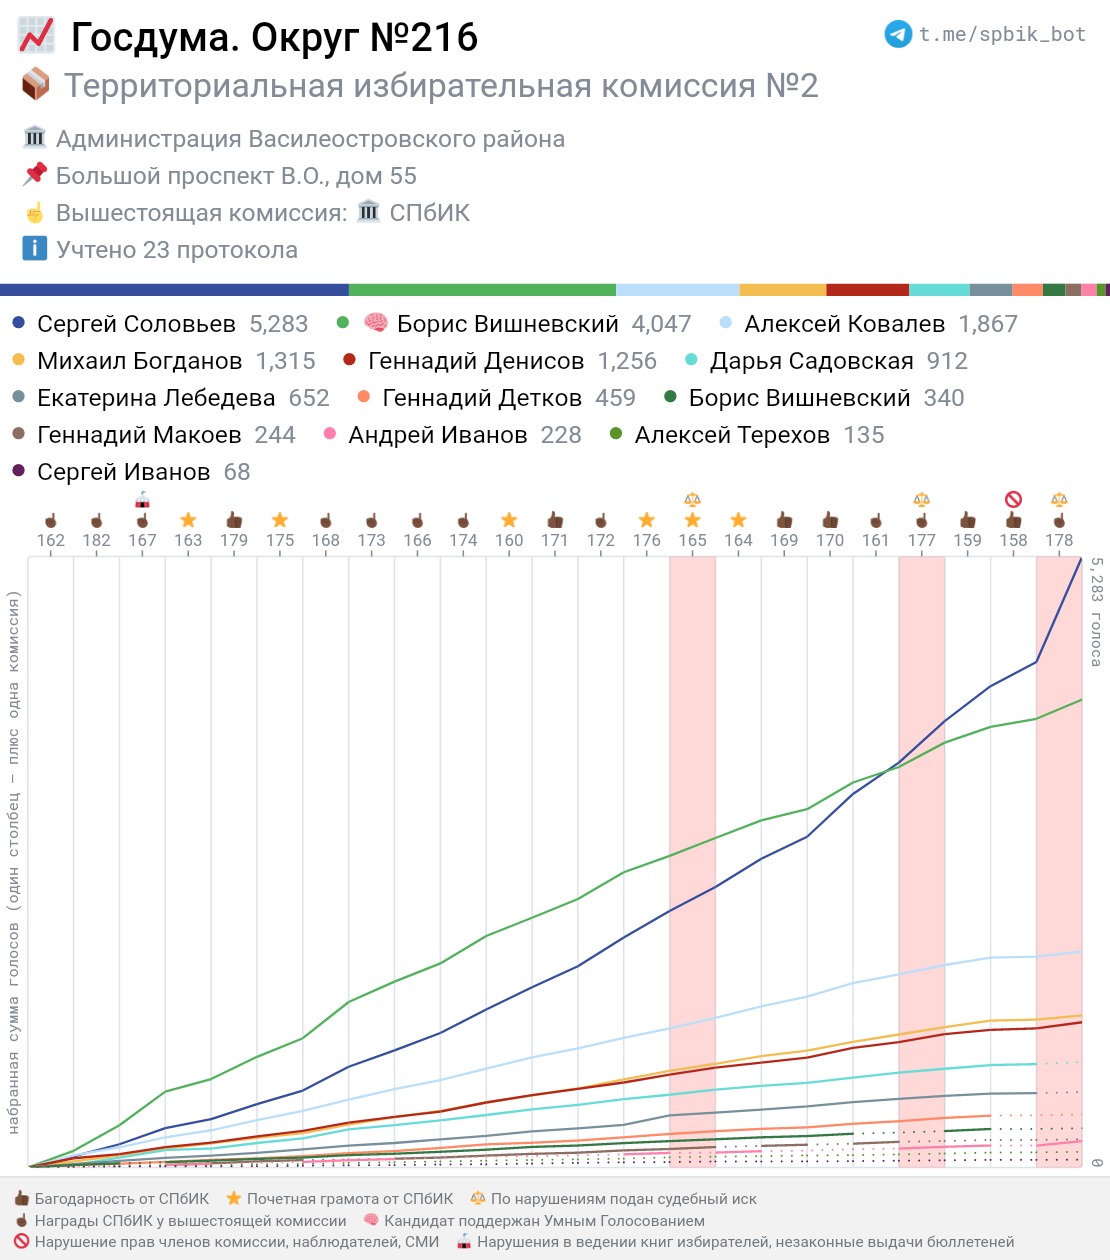 Госдума. Округ №216
t.me/spbik_bot
Территориальная избирательная комиссия №2
Администрация Василеостровского района
Большой проспект В.О., дом 55
Вышестоящая комиссия: СПбИК
Учтено 23 протокола
Сергей Соловьев 5,283 Борис Вишневский 4,047 Алексей Ковалев 1,867
Михаил Богданов 1,315 Геннадий Денисов 1,256 Дарья Садовская 912
Екатерина Лебедева 652 Геннадий Детков 459 Борис Вишневский 340
Геннадий Макоев 244 Андрей Иванов 228 Алексей Терехов 135
Сергей Иванов 68
162 182 167 163 179 175 168 173 166 174 160 171 172 176 165 164 169 170 161 177 159 158 178
набранная сумма голосов (один столбец — плюс одна комиссия)
5,283 голоса
0
Багодарность от СПбИК Почетная грамота от СПбИК По нарушениям подан судебный иск
Награды СПбИК у вышестоящей комиссии Кандидат поддержан Умным Голосованием
Нарушение прав членов комиссии, наблюдателей, СМИ Нарушения в ведении книг избирателей, незаконные выдачи бюллетеней